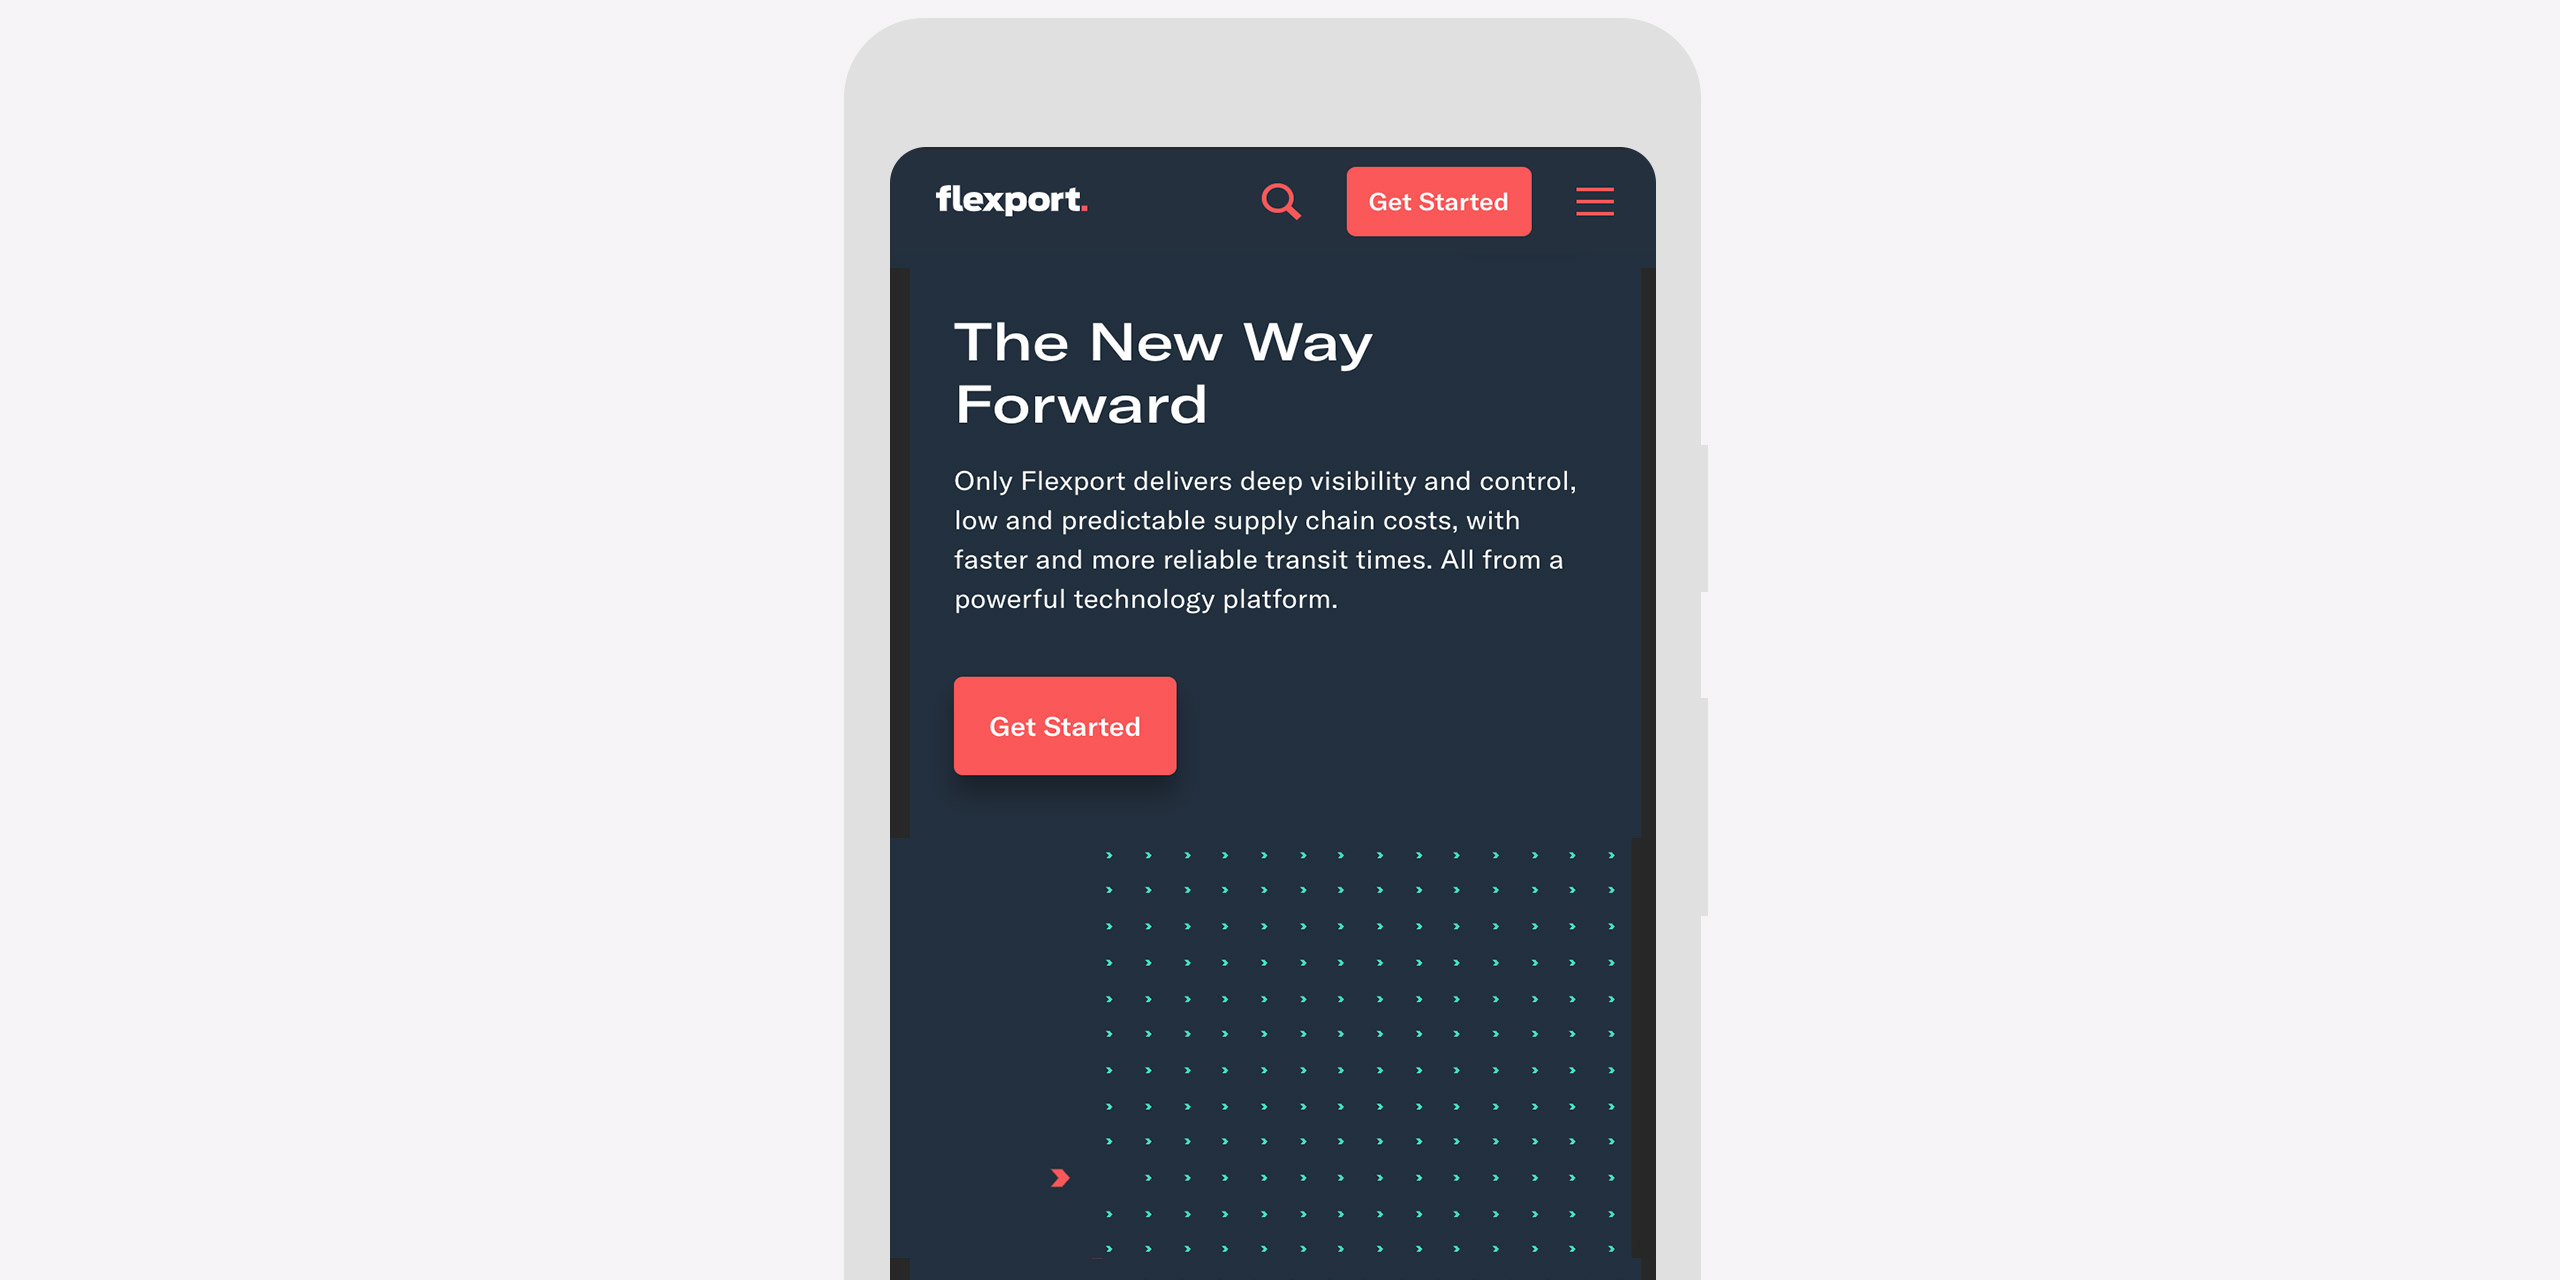 flexport.
Get Started
The New Way
Forward
Only Flexport delivers deep visibility and control,
low and predictable supply chain costs, with
faster and more reliable transit times. All from a
powerful technology platform.
Get Started